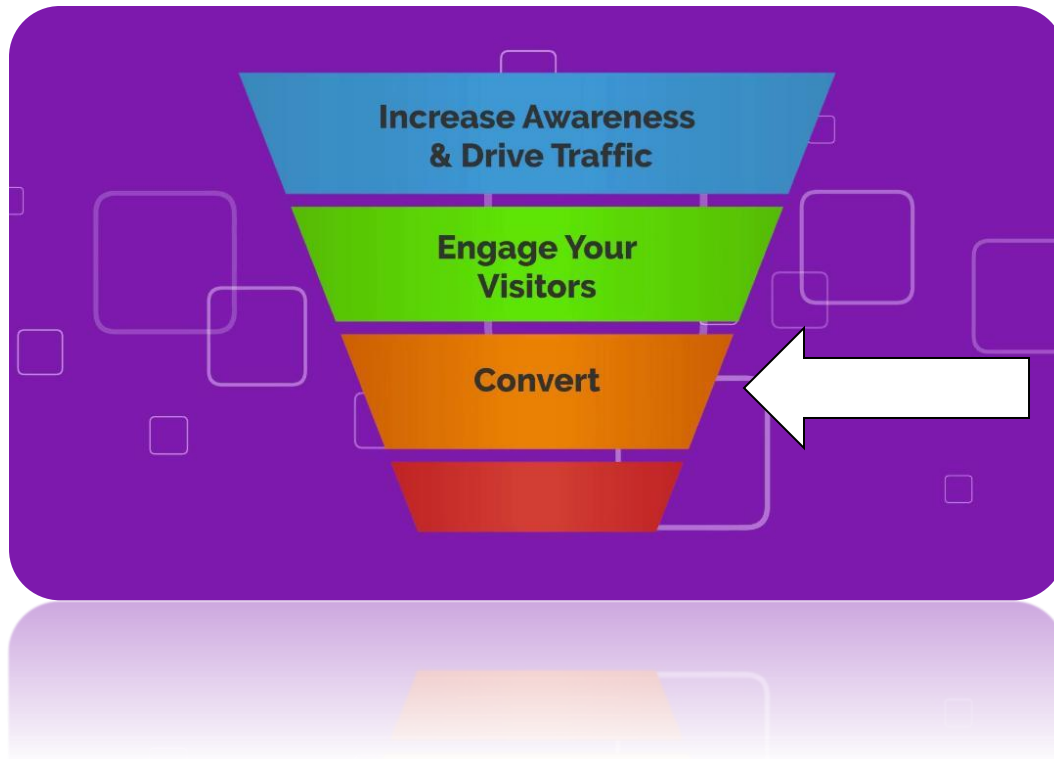 Increase Awareness
& Drive Traffic
Engage Your
Visitors
Convert